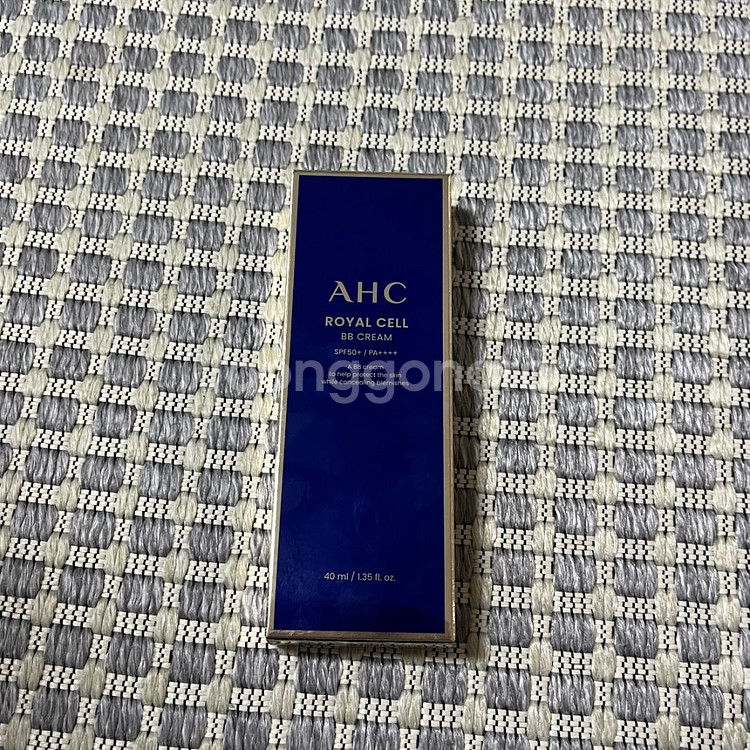 AHC
ROYAL CELL
BB CREAM
SPF50+ / PA++++
A BB cream
to help protect the skin
while concealing blemishes
40 ml / 1.35 fl. oz.